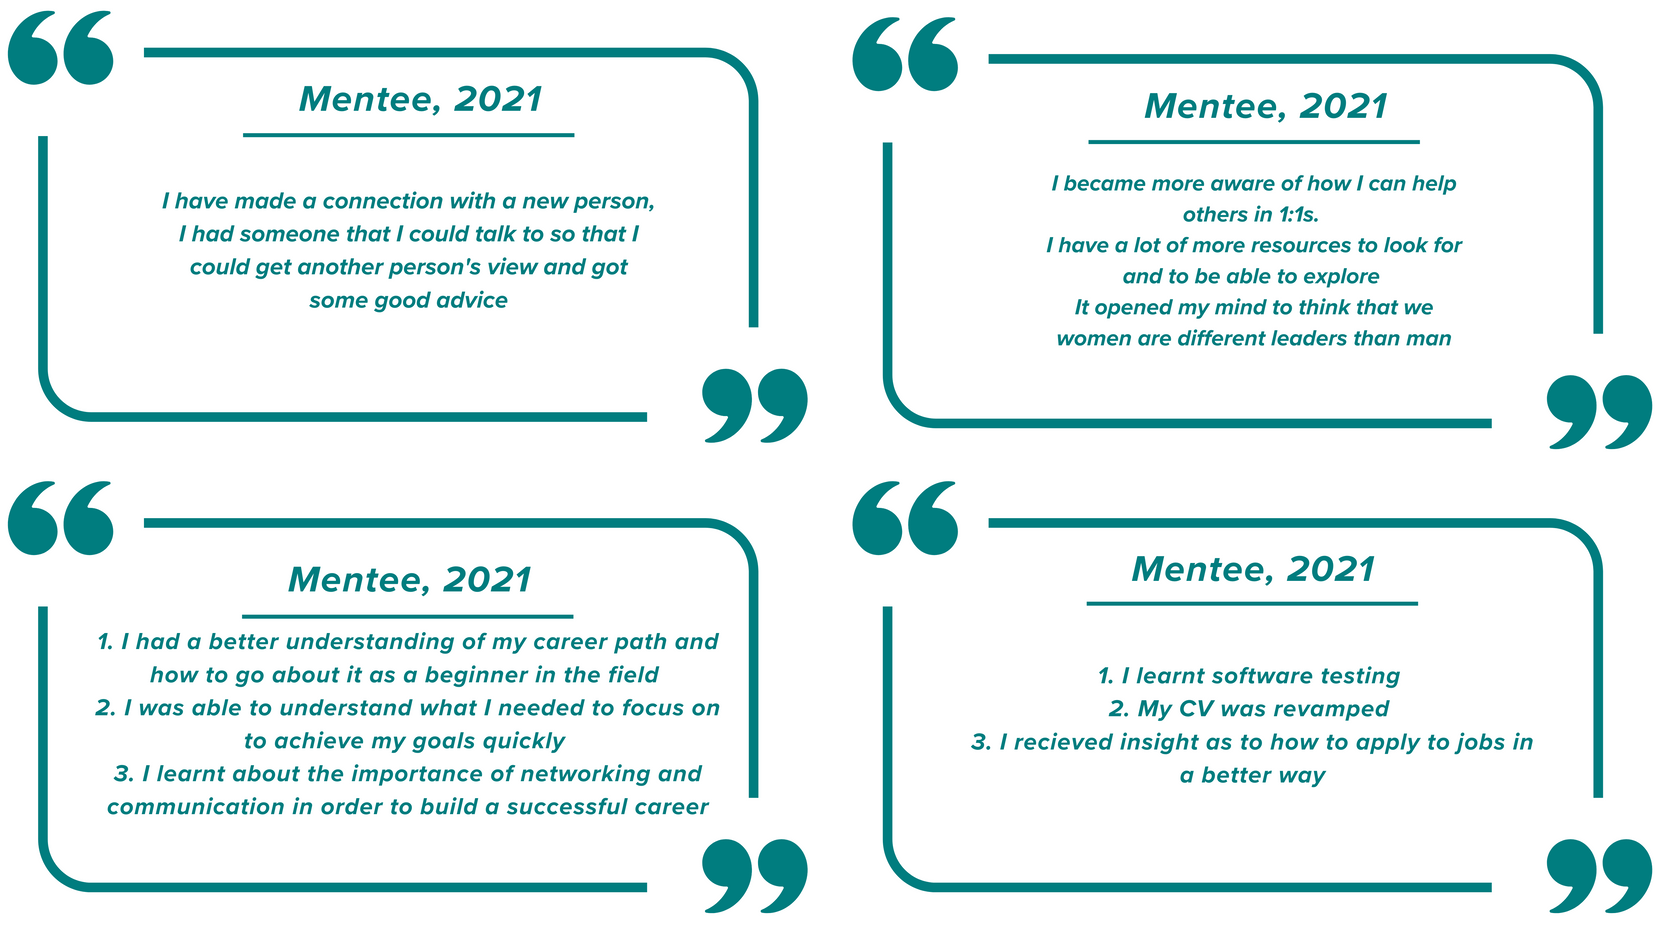 Mentee, 2021
I have made a connection with a new person,
I had someone that I could talk to so that I
could get another person's view and got
some good advice
Mentee, 2021
I became more aware of how I can help
others in 1:1s.
I have a lot of more resources to look for
and to be able to explore
It opened my mind to think that we
women are different leaders than man
Mentee, 2021
1. I had a better understanding of my career path and
how to go about it as a beginner in the field
2. I was able to understand what I needed to focus on
to achieve my goals quickly
3. I learnt about the importance of networking and
communication in order to build a successful career
Mentee, 2021
1. I learnt software testing
2. My CV was revamped
3. I recieved insight as to how to apply to jobs in
a better way